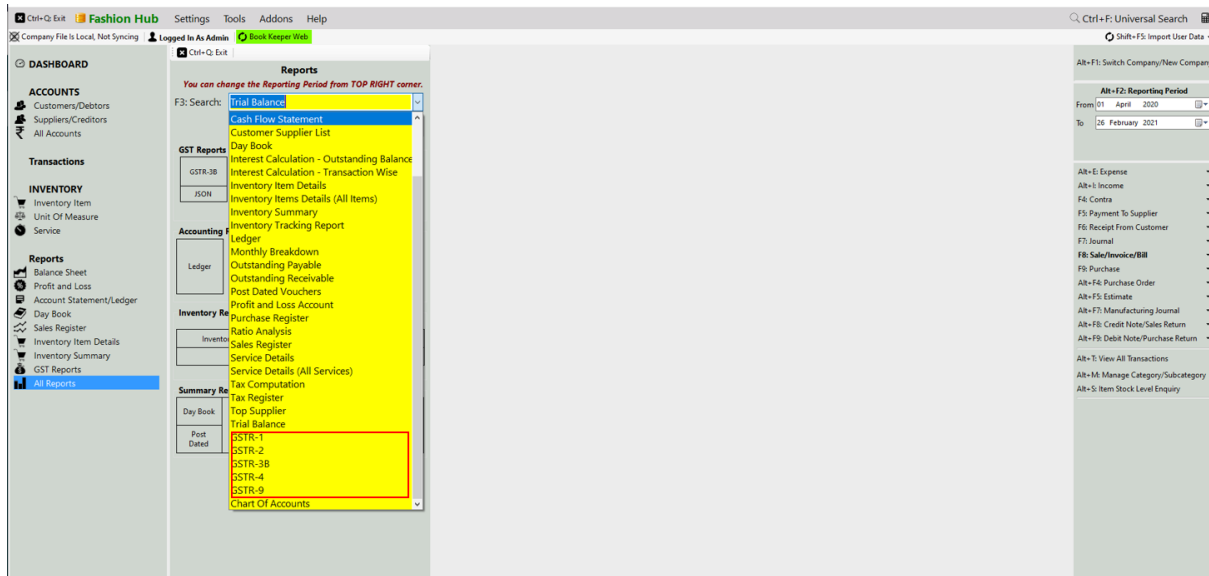 Ctrl+Q: Exit Fashion Hub Settings Tools Addons Help Ctrl+F: Universal Search
Company File Is Local, Not Syncing Logged In As Admin Book Keeper Web Shift+F5: Import User Data
DASHBOARD
ACCOUNTS
Customers/Debtors
Suppliers/Creditors
All Accounts
Transactions
INVENTORY
Inventory Item
Unit Of Measure
Service
Reports
Balance Sheet
Profit and Loss
Account Statement/Ledger
Day Book
Sales Register
Inventory Item Details
Inventory Summary
GST Reports
All Reports
Ctrl+Q: Exit
Reports
You can change the Reporting Period from TOP RIGHT corner.
F3: Search: Trial Balance
Cash Flow Statement
Customer Supplier List
Day Book
Interest Calculation - Outstanding Balance
Interest Calculation - Transaction Wise
Inventory Item Details
Inventory Items Details (All Items)
Inventory Summary
Inventory Tracking Report
Ledger
Monthly Breakdown
Outstanding Payable
Outstanding Receivable
Post Dated Vouchers
Profit and Loss Account
Purchase Register
Ratio Analysis
Sales Register
Service Details
Service Details (All Services)
Tax Computation
Tax Register
Top Supplier
Trial Balance
GSTR-1
GSTR-2
GSTR-3B
GSTR-4
GSTR-9
Chart Of Accounts
GST Reports
GSTR-3B
JSON
Accounting
Ledger
Inventory Re
Invento
Summary Re
Day Book
Post
Dated
Alt+F1: Switch Company/New Compan
Alt+F2: Reporting Period
From 01 April 2020
To 26 February 2021
Alt+E: Expense
Alt+I: Income
F4: Contra
F5: Payment To Supplier
F6: Receipt From Customer
F7: Journal
F8: Sale/Invoice/Bill
F9: Purchase
Alt+F4: Purchase Order
Alt+F5: Estimate
Alt+F7: Manufacturing Journal
Alt+F8: Credit Note/Sales Return
Alt+F9: Debit Note/Purchase Return
Alt+T: View All Transactions
Alt+M: Manage Category/Subcategory
Alt+S: Item Stock Level Enquiry